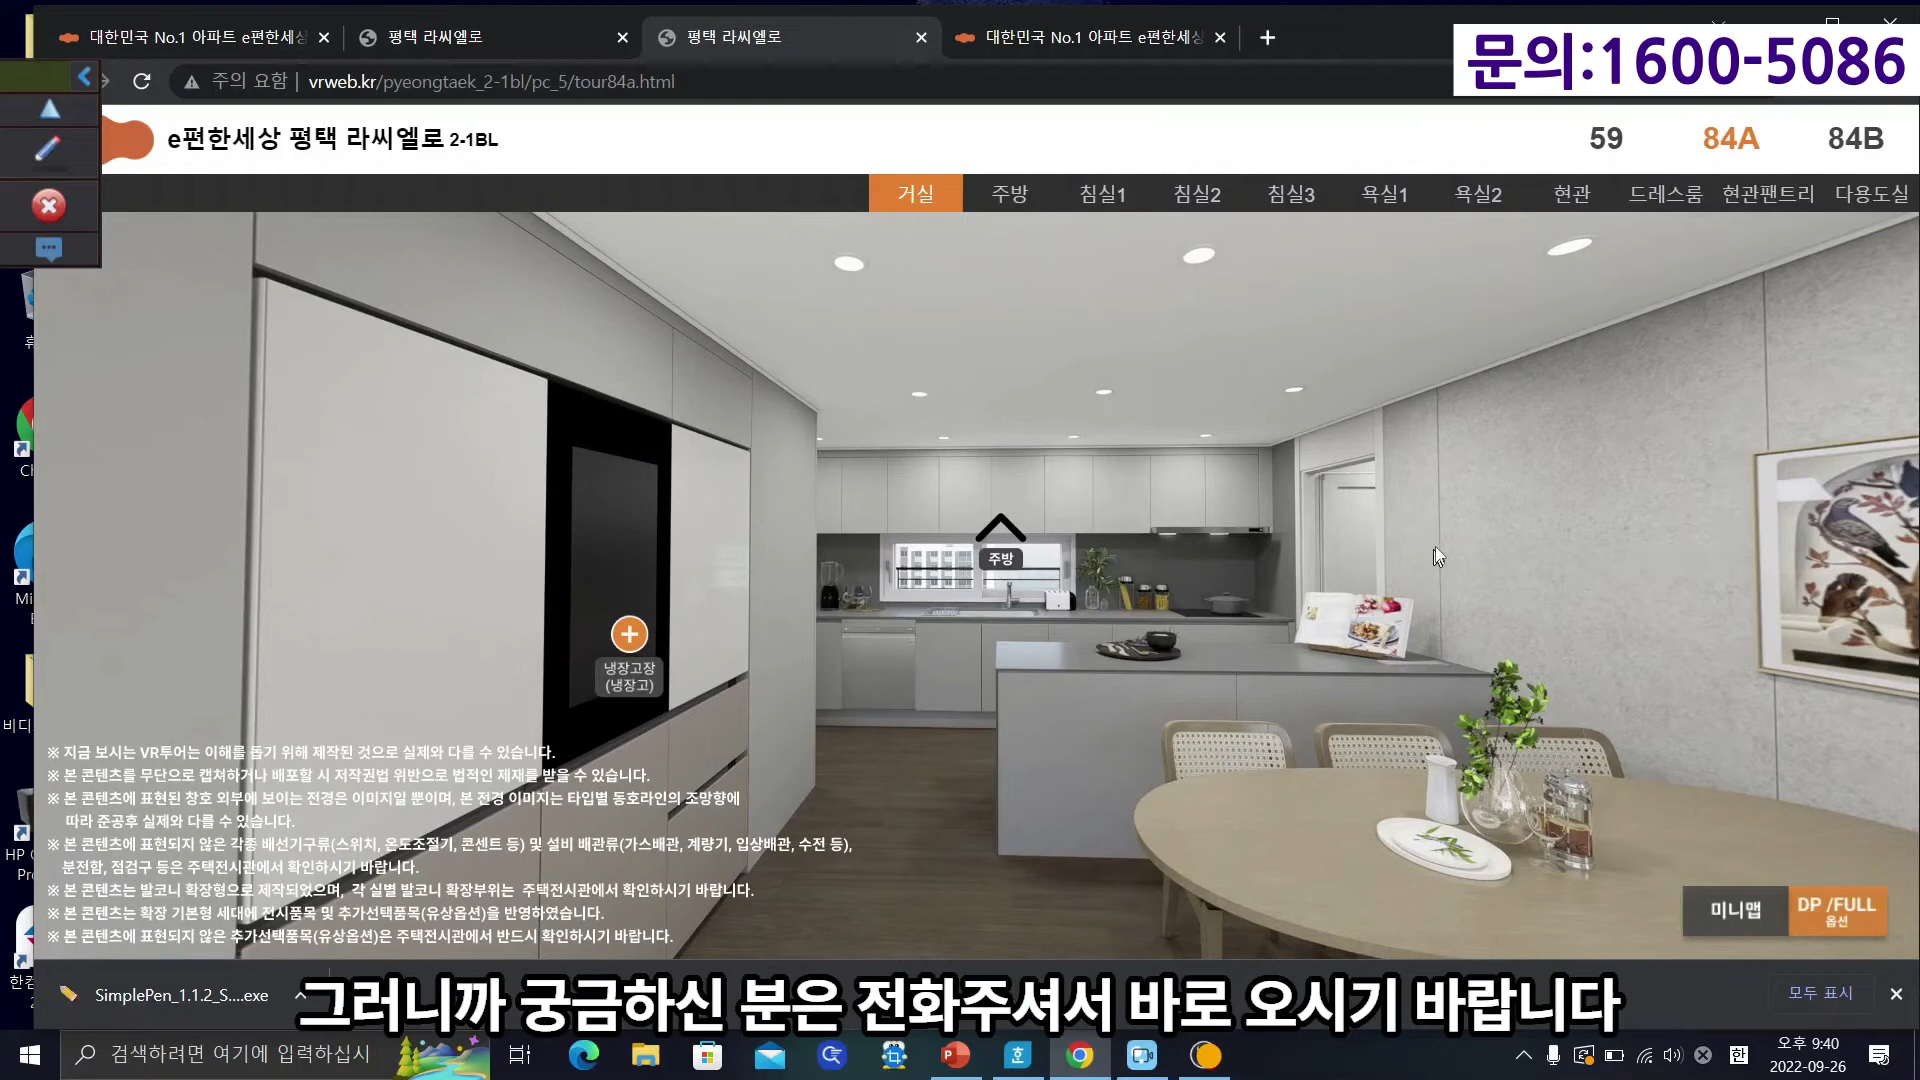 대한민국 No.1 아파트 e편한세상
평택 라씨엘로
평택 라씨엘로
대한민국 No.1 아파트 e편한세상
문의:1600-5086
주의 요함 | vrweb.kr/pyeongtaek_2-1bl/pc_5/tour84a.html
e편한세상 평택 라씨엘로 2-1BL
59 84A 84B
거실 주방 침실1 침실2 침실3 욕실1 욕실2 현관 드레스룸 현관팬트리 다용도실
주방
냉장고장
(냉장고)
※ 지금 보시는 VR투어는 이해를 돕기 위해 제작된 것으로 실제와 다를 수 있습니다.
※ 본 콘텐츠를 무단으로 캡쳐하거나 배포할 시 저작권법 위반으로 법적인 제재를 받을 수 있습니다.
※ 본 콘텐츠에 표현된 창호 외부에 보이는 전경은 이미지일 뿐이며, 본 전경 이미지는 타입별 동호라인의 조망향에
따라 준공후 실제와 다를 수 있습니다.
※ 본 콘텐츠에 표현되지 않은 각종 배선기구류(스위치, 온도조절기, 콘센트 등) 및 설비 배관류(가스배관, 계량기, 입상배관, 수전 등),
분전함, 점검구 등은 주택전시관에서 확인하시기 바랍니다.
※ 본 콘텐츠는 발코니 확장형으로 제작되었으며, 각 실별 발코니 확장부위는 주택전시관에서 확인하시기 바랍니다.
※ 본 콘텐츠는 확장 기본형 세대에 전시품목 및 추가선택품목(유상옵션)을 반영하였습니다.
※ 본 콘텐츠에 표현되지 않은 추가선택품목(유상옵션)은 주택전시관에서 반드시 확인하시기 바랍니다.
미니맵
DP /FULL
옵션
비디
HP
SimplePen_1.1.2_S....exe
모두 표시
그러니까 궁금하신 분은 전화주셔서 바로 오시기 바랍니다
검색하려면 여기에 입력하십시
한
오후 9:40
2022-09-26